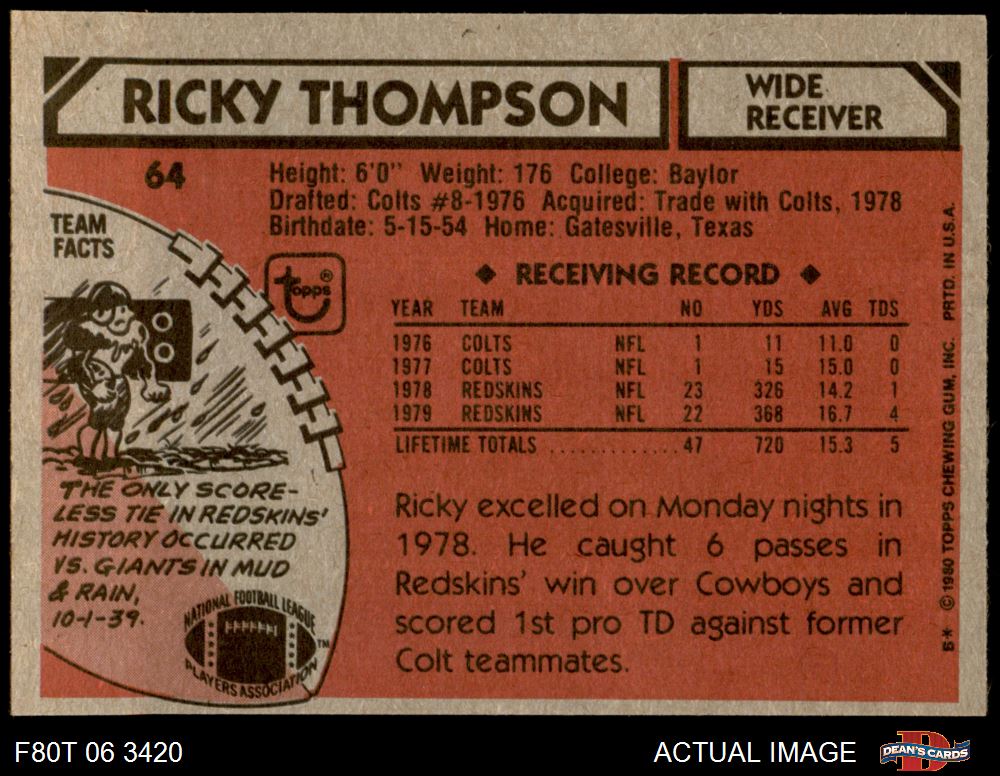 RICKY THOMPSON
WIDE
RECEIVER
64
Height: 6'0" Weight: 176 College: Baylor
Drafted: Colts #8-1976 Acquired: Trade with Colts, 1978
Birthdate: 5-15-54 Home: Gatesville, Texas
TEAM
FACTS
topps®
◆ RECEIVING RECORD ◆
YEAR TEAM NO YDS AVG TDS
1976 COLTS NFL 1 11 11.0 0
1977 COLTS NFL 1 15 15.0 0
1978 REDSKINS NFL 23 326 14.2 1
1979 REDSKINS NFL 22 368 16.7 4
LIFETIME TOTALS ............ 47 720 15.3 5
THE ONLY SCORE-
LESS TIE IN REDSKINS'
HISTORY OCCURRED
VS. GIANTS IN MUD
& RAIN,
10-1-39.
NATIONAL FOOTBALL LEAGUE
PLAYERS ASSOCIATION
TM
Ricky excelled on Monday nights in
1978. He caught 6 passes in
Redskins' win over Cowboys and
scored 1st pro TD against former
Colt teammates.
B* © 1980 TOPPS CHEWING GUM, INC. PRTD. IN U.S.A.
F80T 06 3420
ACTUAL IMAGE
D
DEAN'S CARDS